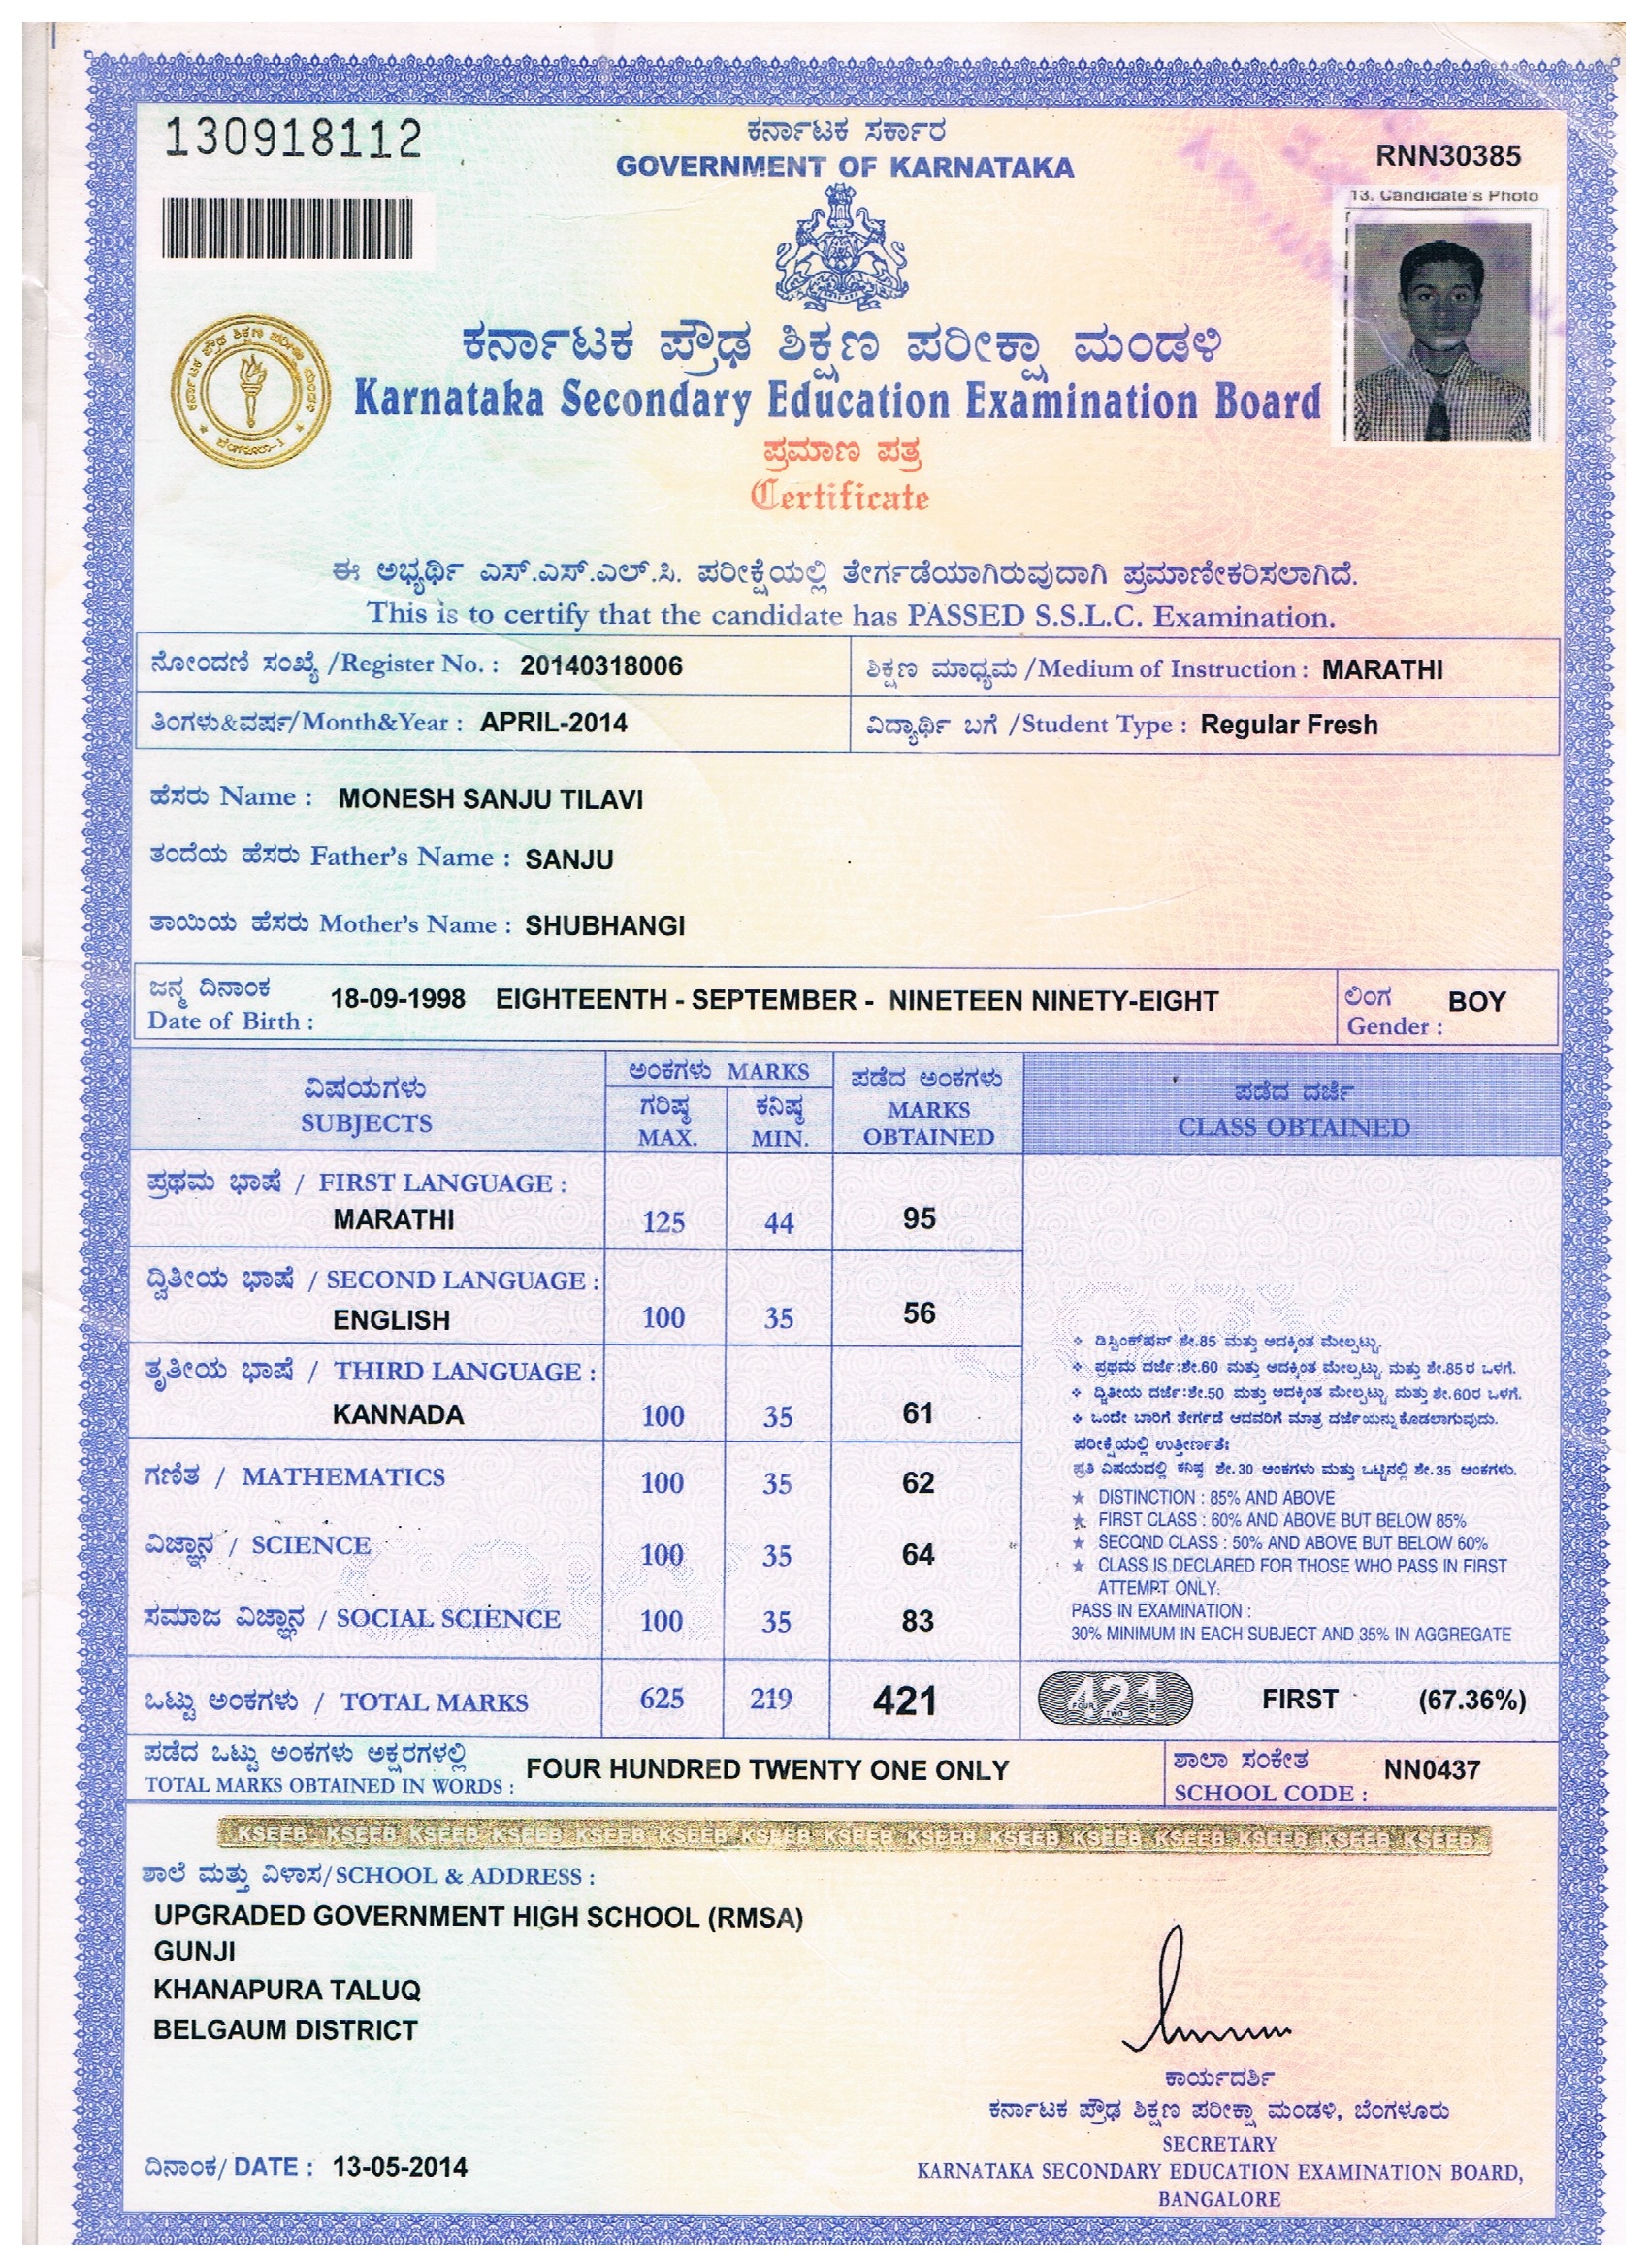 130918112
ಕರ್ನಾಟಕ ಸರ್ಕಾರ
GOVERNMENT OF KARNATAKA
RNN30385
13. Candidate's Photo
ಕರ್ನಾಟಕ ಪ್ರೌಢ ಶಿಕ್ಷಣ ಪರೀಕ್ಷಾ ಮಂಡಳಿ
Karnataka Secondary Education Examination Board
ಪ್ರಮಾಣ ಪತ್ರ
Certificate
ಈ ಅಭ್ಯರ್ಥಿ ಎಸ್.ಎಸ್.ಎಲ್.ಸಿ. ಪರೀಕ್ಷೆಯಲ್ಲಿ ತೇರ್ಗಡೆಯಾಗಿರುವುದಾಗಿ ಪ್ರಮಾಣೀಕರಿಸಲಾಗಿದೆ.
This is to certify that the candidate has PASSED S.S.L.C. Examination.
ನೋಂದಣಿ ಸಂಖ್ಯೆ /Register No. : 20140318006
ಶಿಕ್ಷಣ ಮಾಧ್ಯಮ /Medium of Instruction : MARATHI
ತಿಂಗಳು&ವರ್ಷ/Month&Year : APRIL-2014
ವಿದ್ಯಾರ್ಥಿ ಬಗೆ /Student Type : Regular Fresh
ಹೆಸರು Name : MONESH SANJU TILAVI
ತಂದೆಯ ಹೆಸರು Father's Name : SANJU
ತಾಯಿಯ ಹೆಸರು Mother's Name : SHUBHANGI
ಜನ್ಮ ದಿನಾಂಕ
Date of Birth : 18-09-1998 EIGHTEENTH - SEPTEMBER - NINETEEN NINETY-EIGHT
ಲಿಂಗ
Gender : BOY
ವಿಷಯಗಳು
SUBJECTS
ಅಂಕಗಳು MARKS
ಗರಿಷ್ಠ
MAX.
ಕನಿಷ್ಠ
MIN.
ಪಡೆದ ಅಂಕಗಳು
MARKS
OBTAINED
ಪಡೆದ ದರ್ಜೆ
CLASS OBTAINED
ಪ್ರಥಮ ಭಾಷೆ / FIRST LANGUAGE :
MARATHI 125 44 95
ದ್ವಿತೀಯ ಭಾಷೆ / SECOND LANGUAGE :
ENGLISH 100 35 56
ತೃತೀಯ ಭಾಷೆ / THIRD LANGUAGE :
KANNADA 100 35 61
ಗಣಿತ / MATHEMATICS 100 35 62
ವಿಜ್ಞಾನ / SCIENCE 100 35 64
ಸಮಾಜ ವಿಜ್ಞಾನ / SOCIAL SCIENCE 100 35 83
❖ ಡಿಸ್ಟಿಂಕ್ಷನ್ ಶೇ.85 ಮತ್ತು ಅದಕ್ಕಿಂತ ಮೇಲ್ಪಟ್ಟು.
❖ ಪ್ರಥಮ ದರ್ಜೆ:ಶೇ.60 ಮತ್ತು ಅದಕ್ಕಿಂತ ಮೇಲ್ಪಟ್ಟು ಮತ್ತು ಶೇ.85ರ ಒಳಗೆ.
❖ ದ್ವಿತೀಯ ದರ್ಜೆ:ಶೇ.50 ಮತ್ತು ಅದಕ್ಕಿಂತ ಮೇಲ್ಪಟ್ಟು ಮತ್ತು ಶೇ.60ರ ಒಳಗೆ.
❖ ಒಂದೇ ಬಾರಿಗೆ ತೇರ್ಗಡೆ ಆದವರಿಗೆ ಮಾತ್ರ ದರ್ಜೆಯನ್ನು ಕೊಡಲಾಗುವುದು.
ಪರೀಕ್ಷೆಯಲ್ಲಿ ಉತ್ತೀರ್ಣತೆ:
ಪ್ರತಿ ವಿಷಯದಲ್ಲಿ ಕನಿಷ್ಠ ಶೇ.30 ಅಂಕಗಳು ಮತ್ತು ಒಟ್ಟಿನಲ್ಲಿ ಶೇ.35 ಅಂಕಗಳು.
★ DISTINCTION : 85% AND ABOVE
★ FIRST CLASS : 60% AND ABOVE BUT BELOW 85%
★ SECOND CLASS : 50% AND ABOVE BUT BELOW 60%
★ CLASS IS DECLARED FOR THOSE WHO PASS IN FIRST
ATTEMPT ONLY.
PASS IN EXAMINATION :
30% MINIMUM IN EACH SUBJECT AND 35% IN AGGREGATE
ಒಟ್ಟು ಅಂಕಗಳು / TOTAL MARKS 625 219 421 421 FIRST (67.36%)
ಪಡೆದ ಒಟ್ಟು ಅಂಕಗಳು ಅಕ್ಷರಗಳಲ್ಲಿ
TOTAL MARKS OBTAINED IN WORDS : FOUR HUNDRED TWENTY ONE ONLY
ಶಾಲಾ ಸಂಕೇತ
SCHOOL CODE : NN0437
KSEEB KSEEB KSEEB KSEEB KSEEB KSEEB KSEEB KSEEB KSEEB KSEEB KSEEB KSEEB KSEEB KSEEB KSEEB
ಶಾಲೆ ಮತ್ತು ವಿಳಾಸ/SCHOOL & ADDRESS :
UPGRADED GOVERNMENT HIGH SCHOOL (RMSA)
GUNJI
KHANAPURA TALUQ
BELGAUM DISTRICT
ಕಾರ್ಯದರ್ಶಿ
ಕರ್ನಾಟಕ ಪ್ರೌಢ ಶಿಕ್ಷಣ ಪರೀಕ್ಷಾ ಮಂಡಳಿ, ಬೆಂಗಳೂರು
SECRETARY
KARNATAKA SECONDARY EDUCATION EXAMINATION BOARD,
BANGALORE
ದಿನಾಂಕ/ DATE : 13-05-2014